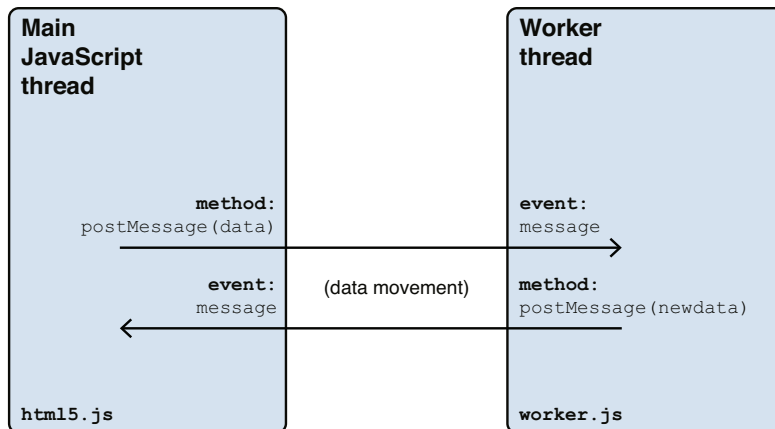 Main
JavaScript
thread
Worker
thread
method:
postMessage(data)
event:
message
event:
message
(data movement)
method:
postMessage(newdata)
html5.js
worker.js